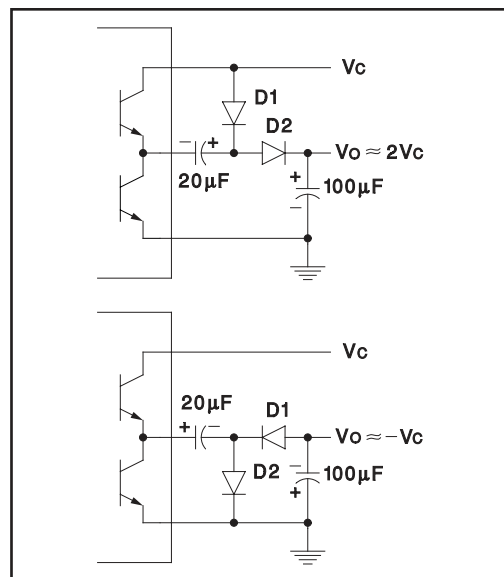 Vc
D1
D2
− +
Vo ≈ 2Vc
20µF
+
100µF
−
Vc
20µF
D1
+ −
Vo ≈ −Vc
D2
−
100µF
+